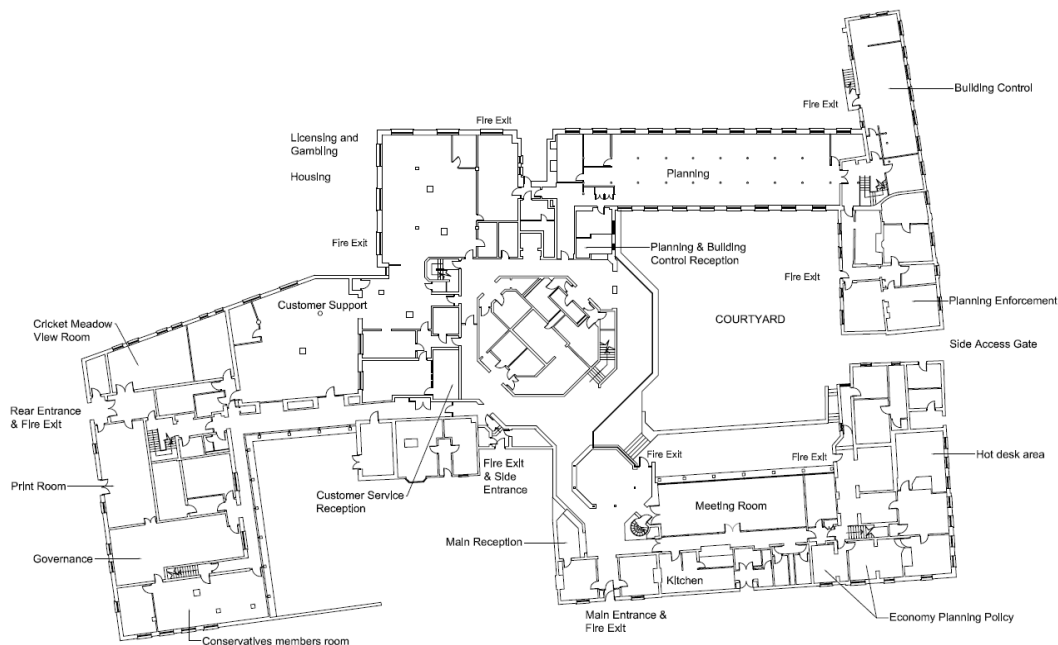 Building Control
Fire Exit
Fire Exit
Licensing and
Gambling
Housing
Planning
Fire Exit
Planning & Building
Control Reception
Fire Exit
Planning Enforcement
Customer Support
COURTYARD
Cricket Meadow
View Room
Side Access Gate
Rear Entrance
& Fire Exit
Fire Exit
Fire Exit
Hot desk area
Fire Exit
& Side
Entrance
Print Room
Customer Service
Reception
Meeting Room
Main Reception
Governance
Kitchen
Main Entrance &
Fire Exit
Economy Planning Policy
Conservatives members room